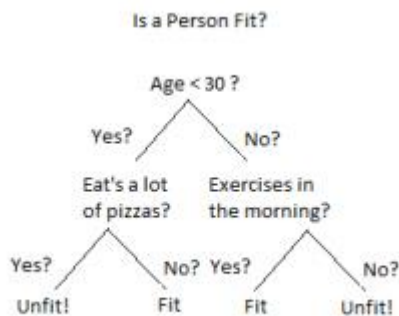 Is a Person Fit?
Age < 30 ?
Yes?
No?
Eat's a lot
of pizzas?
Exercises in
the morning?
Yes?
No?
Yes?
No?
Unfit!
Fit
Fit
Unfit!